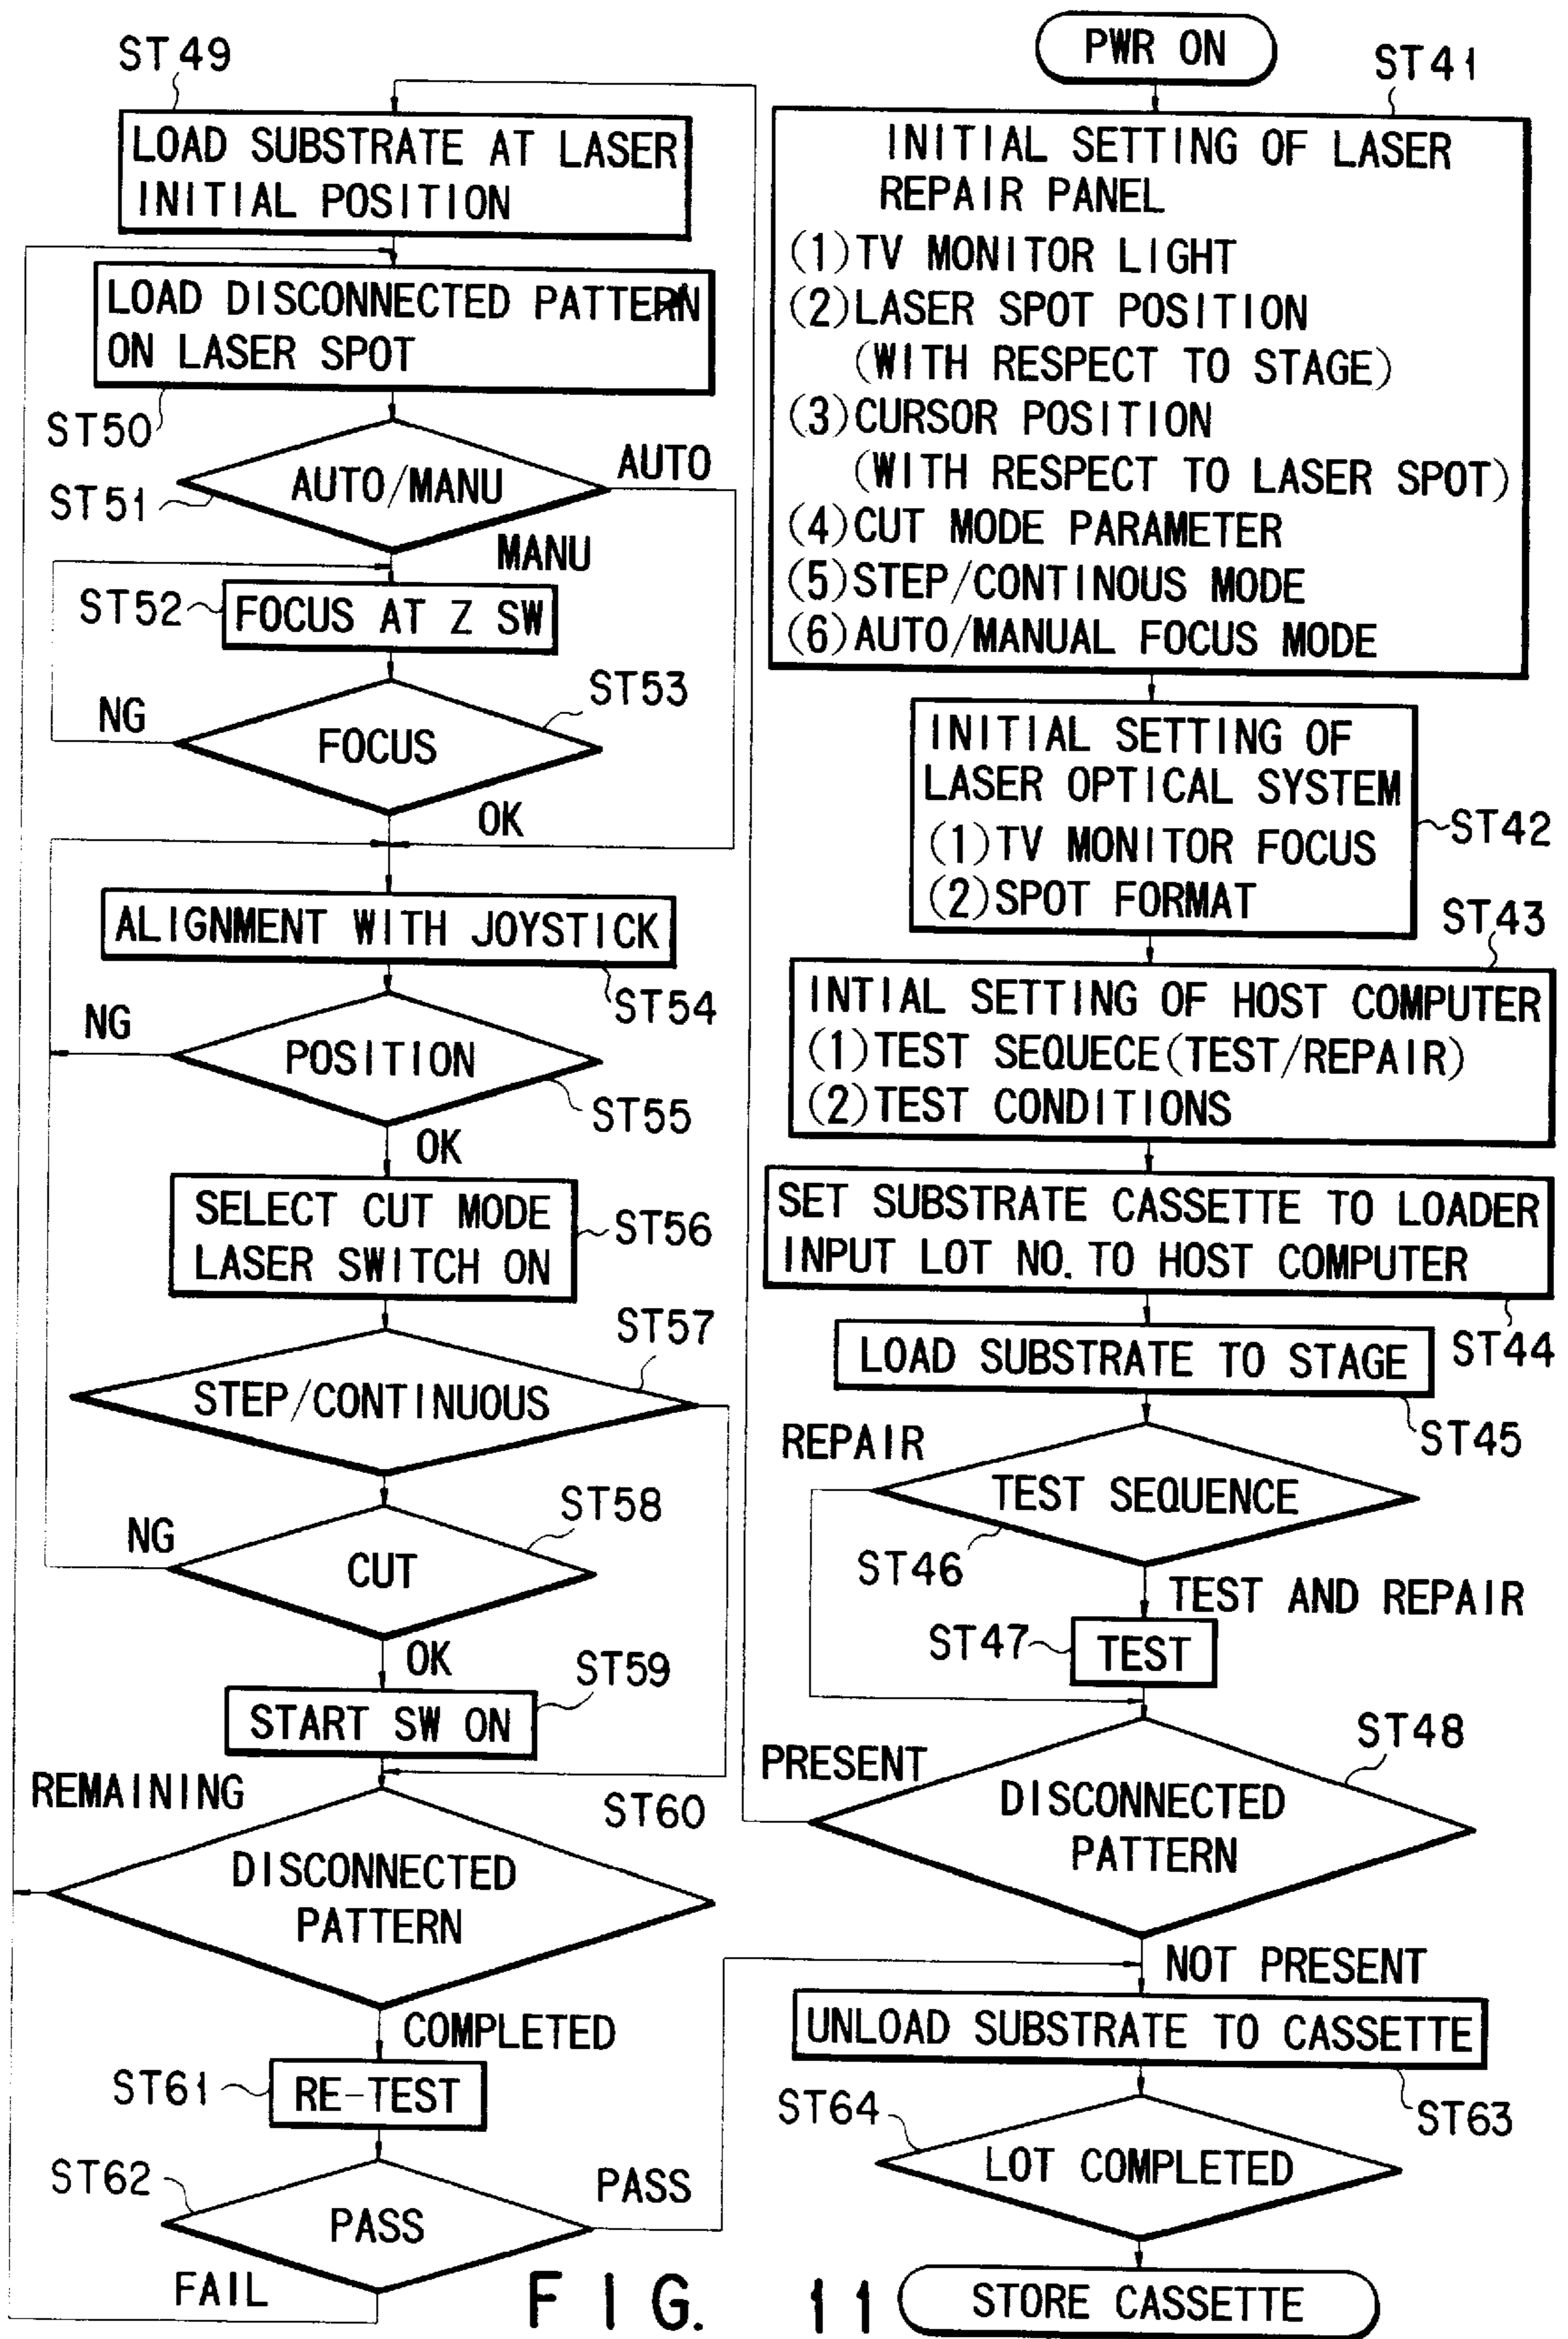 PWR ON
ST41
INITIAL SETTING OF LASER
REPAIR PANEL
(1)TV MONITOR LIGHT
(2)LASER SPOT POSITION
(WITH RESPECT TO STAGE)
(3)CURSOR POSITION
(WITH RESPECT TO LASER SPOT)
(4)CUT MODE PARAMETER
(5)STEP/CONTINOUS MODE
(6)AUTO/MANUAL FOCUS MODE
INITIAL SETTING OF
LASER OPTICAL SYSTEM
(1)TV MONITOR FOCUS
(2)SPOT FORMAT
ST42
ST43
INTIAL SETTING OF HOST COMPUTER
(1)TEST SEQUECE(TEST/REPAIR)
(2)TEST CONDITIONS
SET SUBSTRATE CASSETTE TO LOADER
INPUT LOT NO. TO HOST COMPUTER
ST44
LOAD SUBSTRATE TO STAGE
ST45
REPAIR
TEST SEQUENCE
ST46
TEST AND REPAIR
ST47
TEST
ST48
PRESENT
DISCONNECTED
PATTERN
NOT PRESENT
UNLOAD SUBSTRATE TO CASSETTE
ST63
ST64
LOT COMPLETED
STORE CASSETTE
ST49
LOAD SUBSTRATE AT LASER
INITIAL POSITION
LOAD DISCONNECTED PATTERN
ON LASER SPOT
ST50
AUTO/MANU
AUTO
ST51
MANU
ST52
FOCUS AT Z SW
ST53
NG
FOCUS
OK
ALIGNMENT WITH JOYSTICK
ST54
NG
POSITION
ST55
OK
SELECT CUT MODE
LASER SWITCH ON
ST56
ST57
STEP/CONTINUOUS
ST58
NG
CUT
OK
ST59
START SW ON
REMAINING
ST60
DISCONNECTED
PATTERN
COMPLETED
ST61
RE-TEST
ST62
PASS
PASS
FAIL
FIG. 11